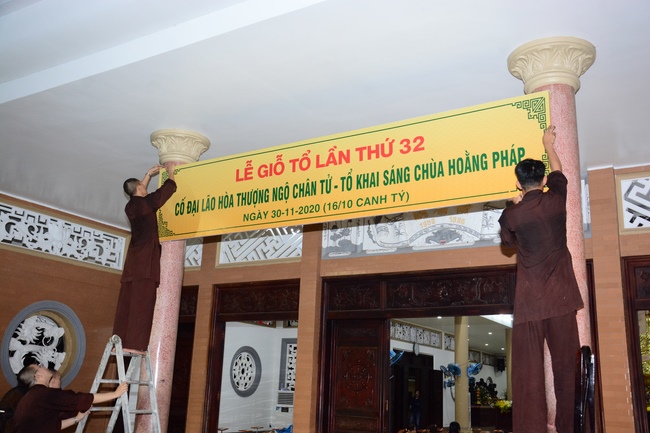 LỄ GIỖ TỔ LẦN THỨ 32
CỐ ĐẠI LÃO HÒA THƯỢNG NGỘ CHÂN TỬ - TỔ KHAI SÁNG CHÙA HOẰNG PHÁP
NGÀY 30-11-2020 (16/10 CANH TÝ)